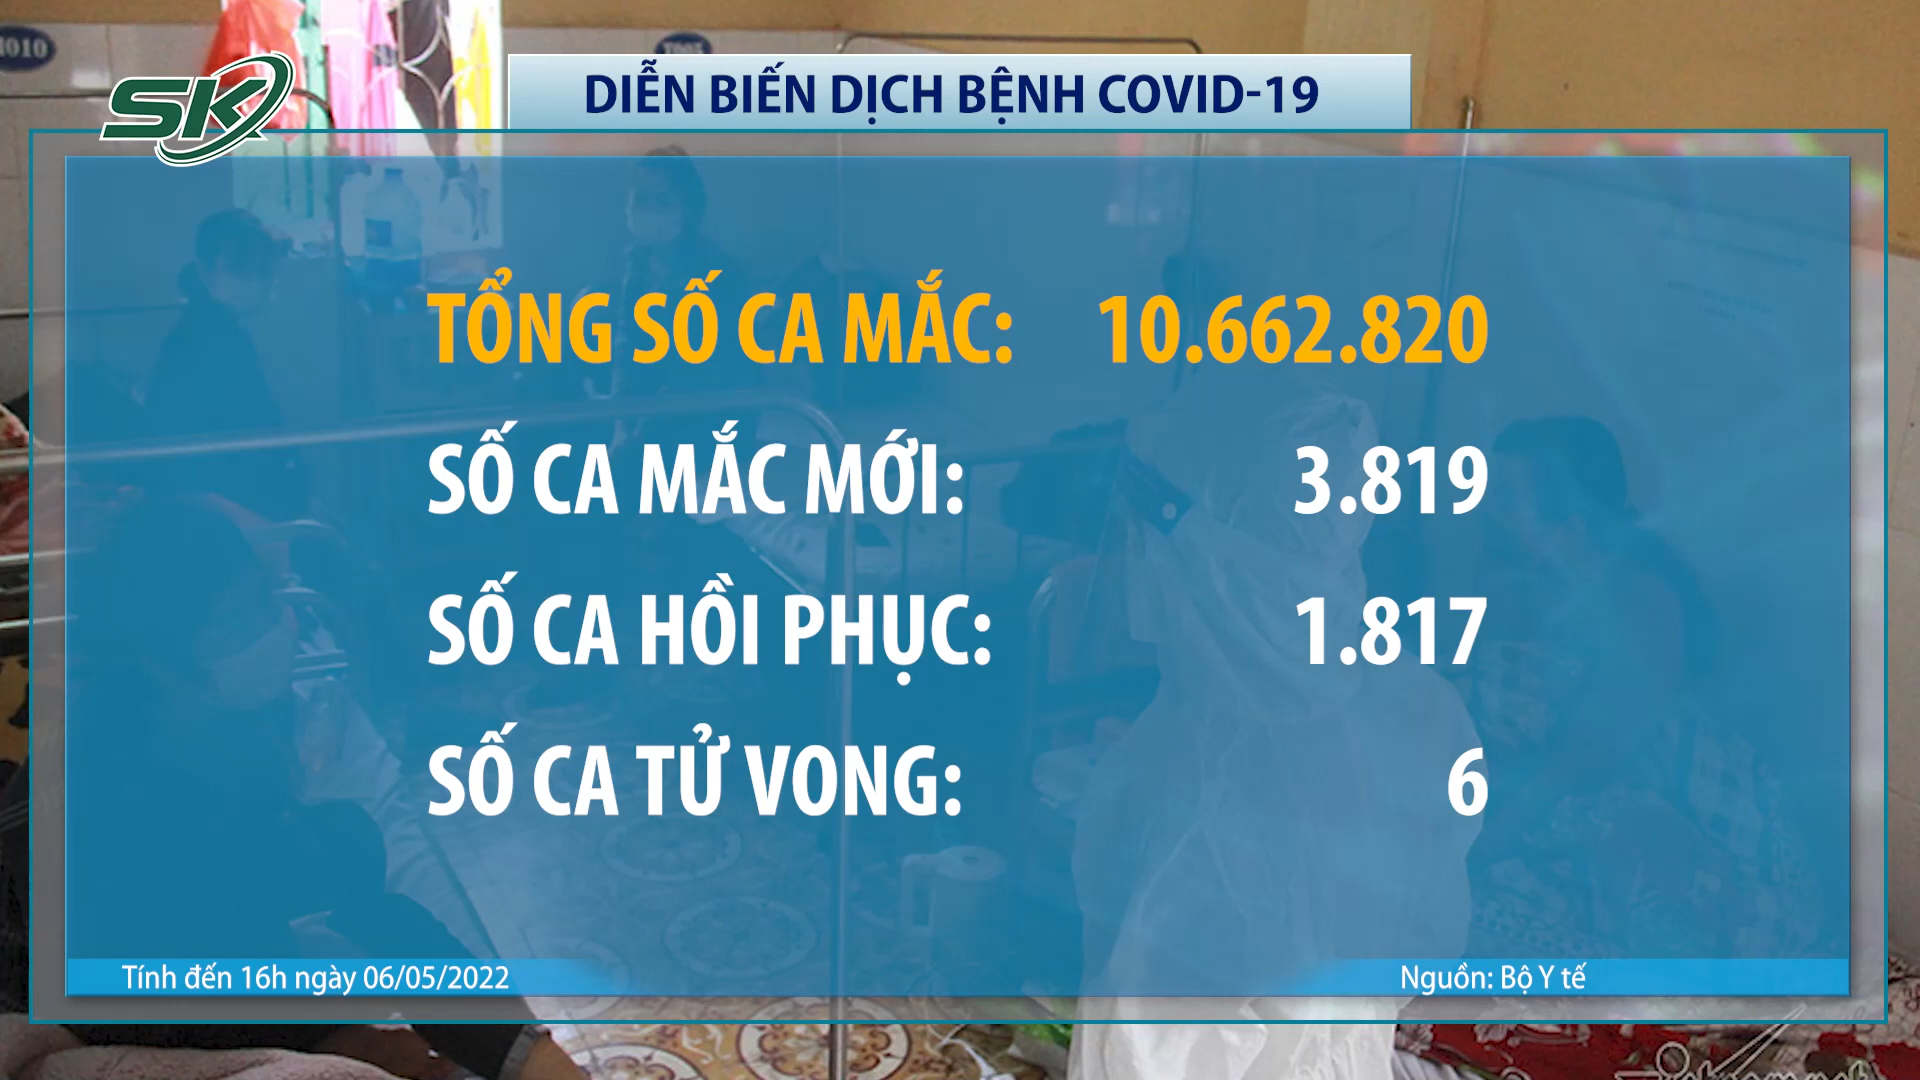 DIỄN BIẾN DỊCH BỆNH COVID-19
SK
TỔNG SỐ CA MẮC: 10.662.820
SỐ CA MẮC MỚI: 3.819
SỐ CA HỒI PHỤC: 1.817
SỐ CA TỬ VONG: 6
Tính đến 16h ngày 06/05/2022 Nguồn: Bộ Y tế